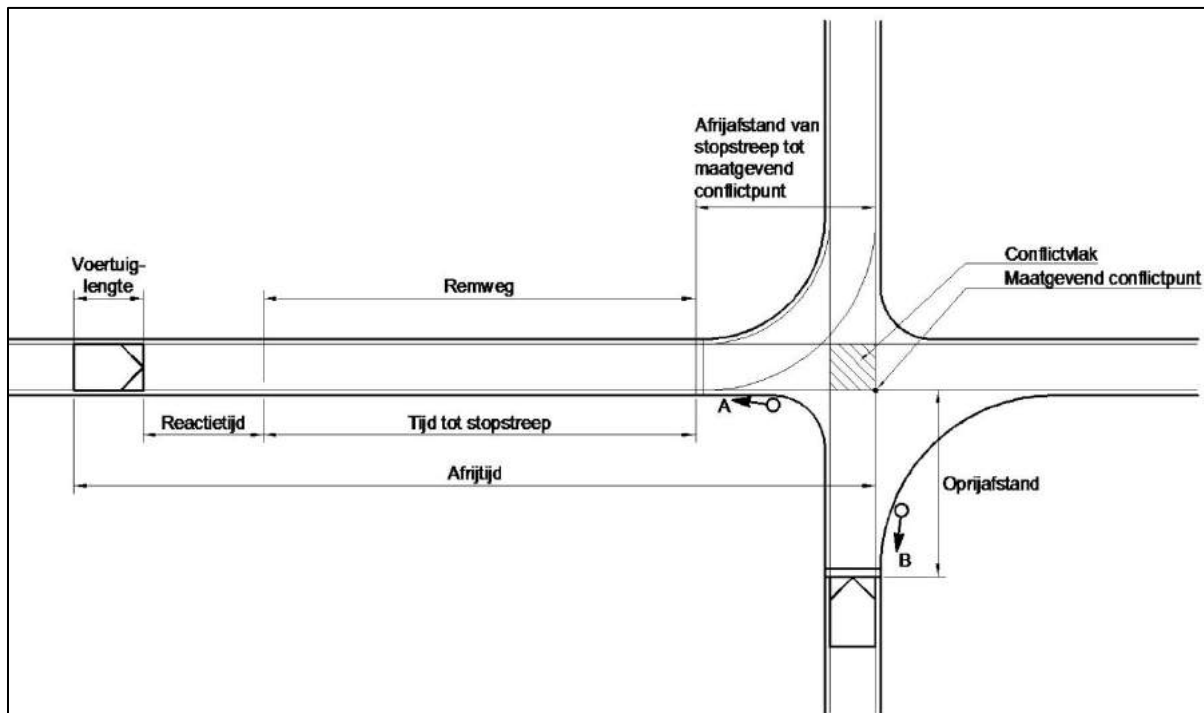 Afrijafstand van
stopstreep tot
maatgevend
conflictpunt
Conflictvlak
Maatgevend conflictpunt
Voertuig-
lengte
Remweg
A
Reactietijd
Tijd tot stopstreep
Afrijtijd
Oprijafstand
B